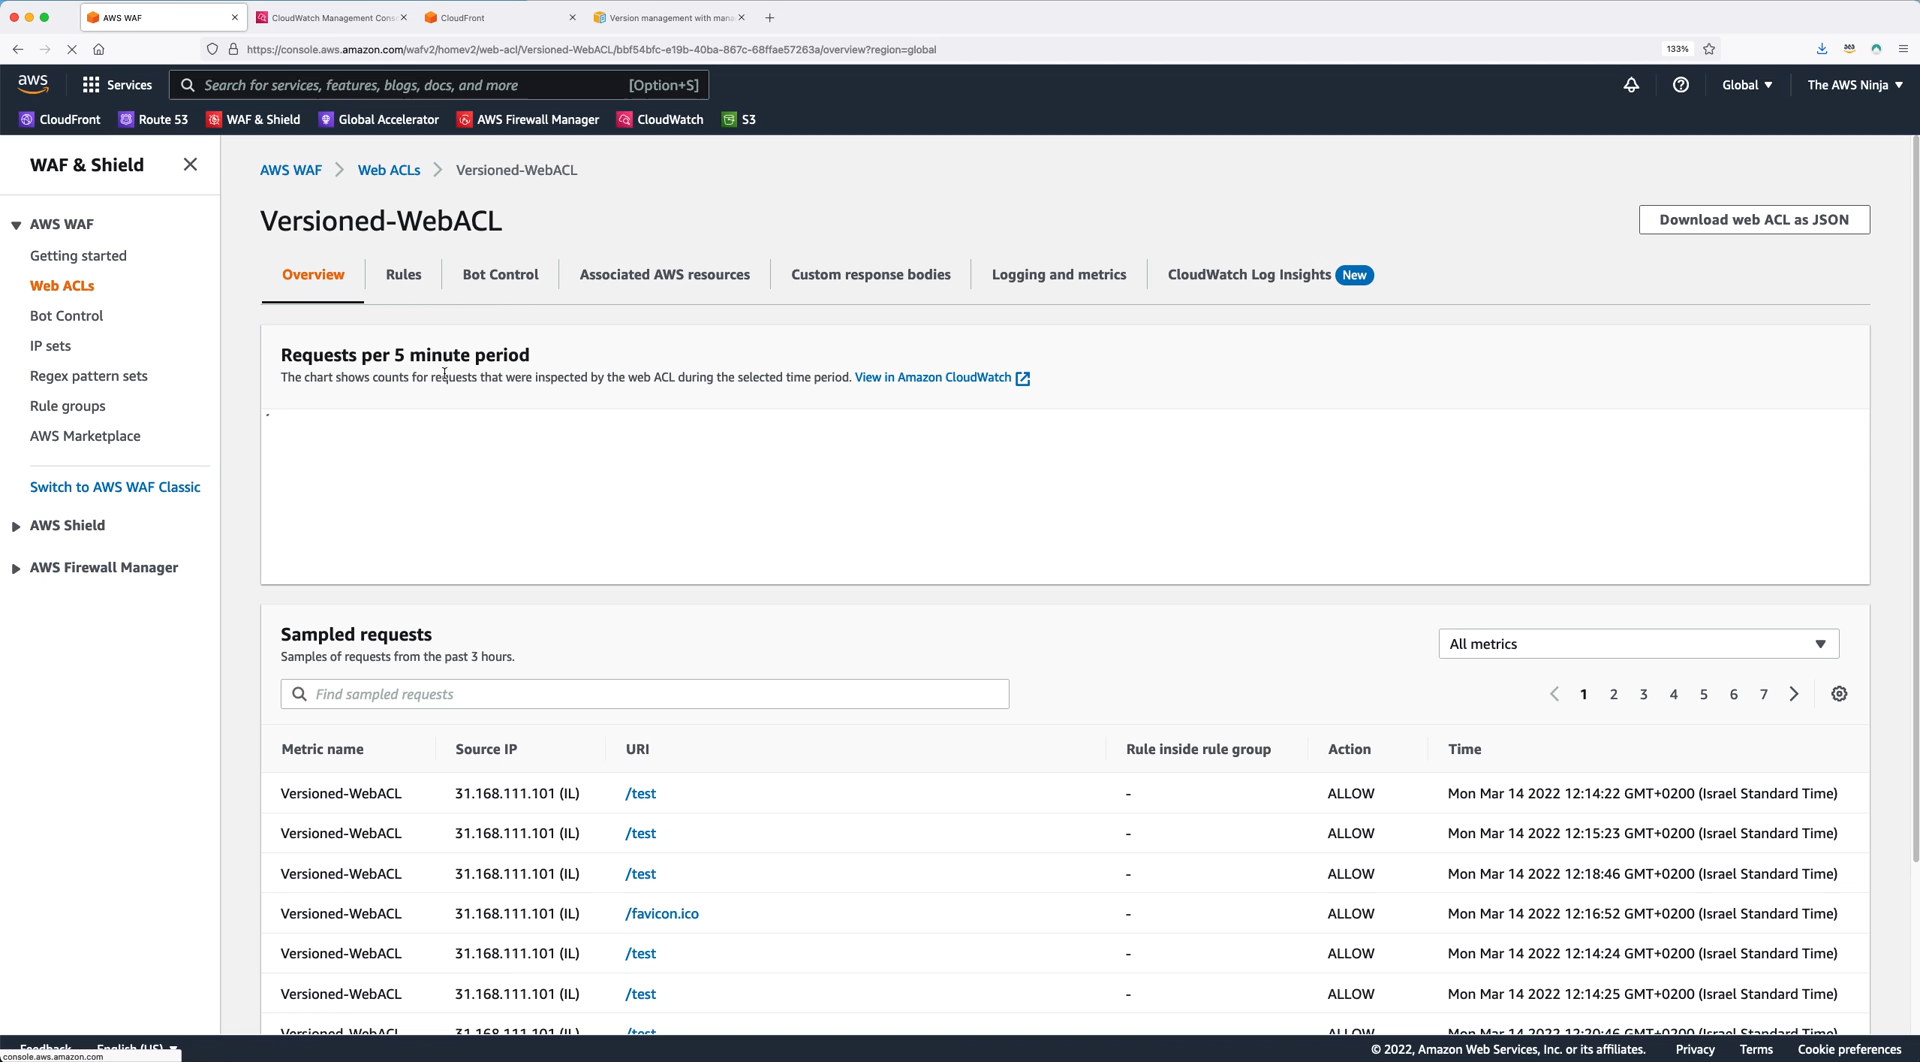 AWS WAF
CloudWatch Management Cons
CloudFront
Version management with mana
https://console.aws.amazon.com/wafv2/homev2/web-acl/Versioned-WebACL/bbf54bfc-e19b-40ba-867c-68ffae57263a/overview?region=global
133%
aws
Services
Search for services, features, blogs, docs, and more
[Option+S]
Global
The AWS Ninja
CloudFront
Route 53
WAF & Shield
Global Accelerator
AWS Firewall Manager
CloudWatch
S3
WAF & Shield
AWS WAF
Getting started
Web ACLs
Bot Control
IP sets
Regex pattern sets
Rule groups
AWS Marketplace
Switch to AWS WAF Classic
AWS Shield
AWS Firewall Manager
AWS WAF > Web ACLs > Versioned-WebACL
Versioned-WebACL
Download web ACL as JSON
Overview
Rules
Bot Control
Associated AWS resources
Custom response bodies
Logging and metrics
CloudWatch Log Insights New
Requests per 5 minute period
The chart shows counts for requests that were inspected by the web ACL during the selected time period. View in Amazon CloudWatch
Sampled requests
Samples of requests from the past 3 hours.
All metrics
Find sampled requests
1 2 3 4 5 6 7
Metric name Source IP URI Rule inside rule group Action Time
Versioned-WebACL 31.168.111.101 (IL) /test - ALLOW Mon Mar 14 2022 12:14:22 GMT+0200 (Israel Standard Time)
Versioned-WebACL 31.168.111.101 (IL) /test - ALLOW Mon Mar 14 2022 12:15:23 GMT+0200 (Israel Standard Time)
Versioned-WebACL 31.168.111.101 (IL) /test - ALLOW Mon Mar 14 2022 12:18:46 GMT+0200 (Israel Standard Time)
Versioned-WebACL 31.168.111.101 (IL) /favicon.ico - ALLOW Mon Mar 14 2022 12:16:52 GMT+0200 (Israel Standard Time)
Versioned-WebACL 31.168.111.101 (IL) /test - ALLOW Mon Mar 14 2022 12:14:24 GMT+0200 (Israel Standard Time)
Versioned-WebACL 31.168.111.101 (IL) /test - ALLOW Mon Mar 14 2022 12:14:25 GMT+0200 (Israel Standard Time)
Versioned-WebACL 31.168.111.101 (IL) /test ALLOW Mon Mar 14 2022 12:20:46 GMT+0200 (Israel Standard Time)
Feedback English (US)
console.aws.amazon.com
© 2022, Amazon Web Services, Inc. or its affiliates.
Privacy
Terms
Cookie preferences